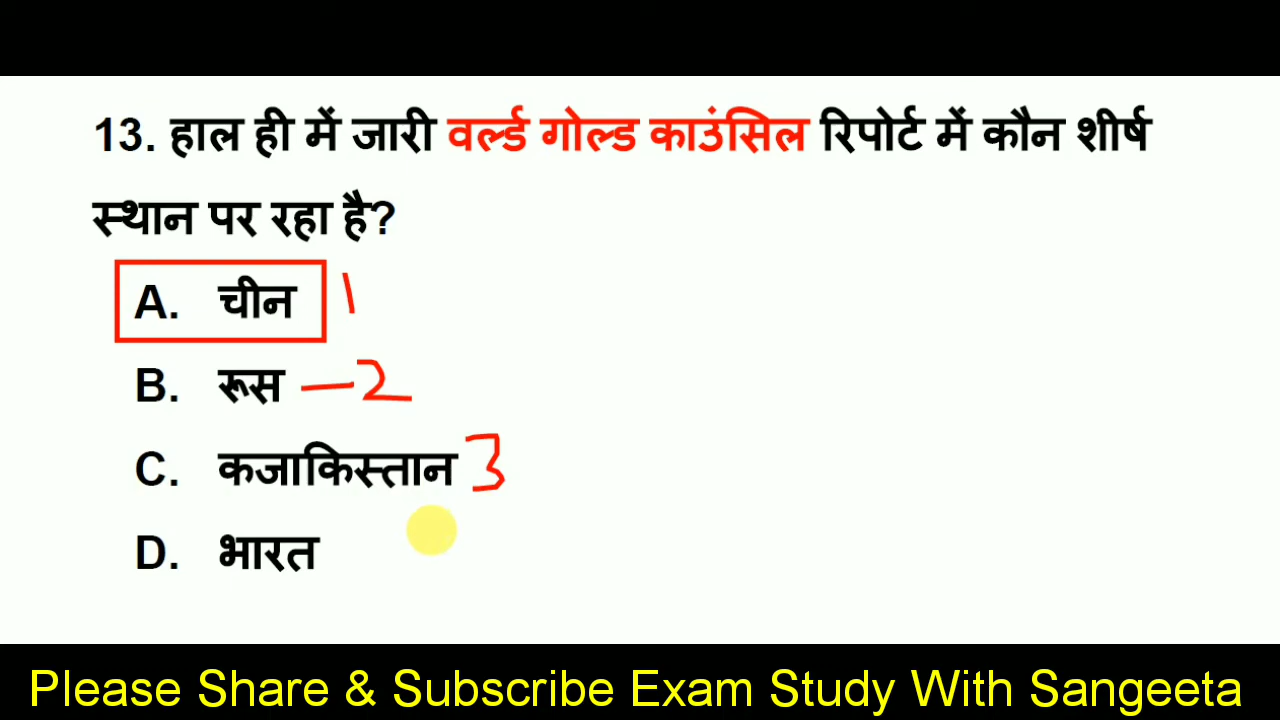 13. हाल ही में जारी वर्ल्ड गोल्ड काउंसिल रिपोर्ट में कौन शीर्ष
स्थान पर रहा है?
A. चीन 1
B. रूस —2
C. कजाकिस्तान 3
D. भारत
Please Share & Subscribe Exam Study With Sangeeta